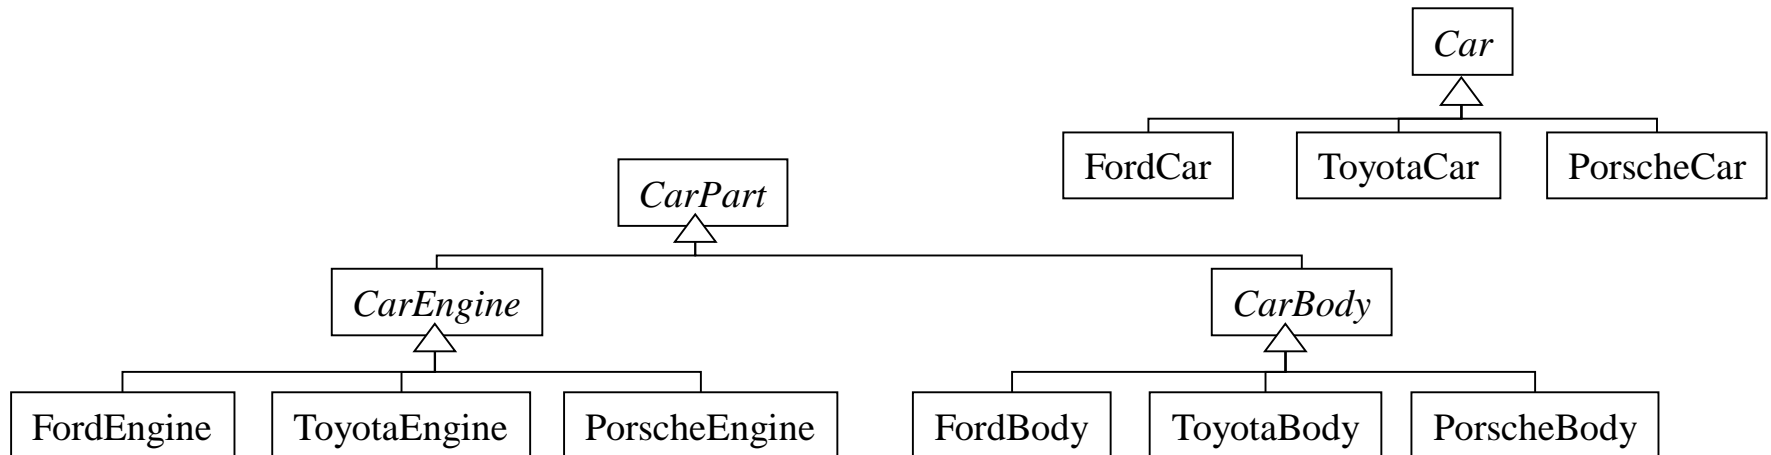 Car
FordCar
ToyotaCar
PorscheCar
CarPart
CarEngine
CarBody
FordEngine
ToyotaEngine
PorscheEngine
FordBody
ToyotaBody
PorscheBody